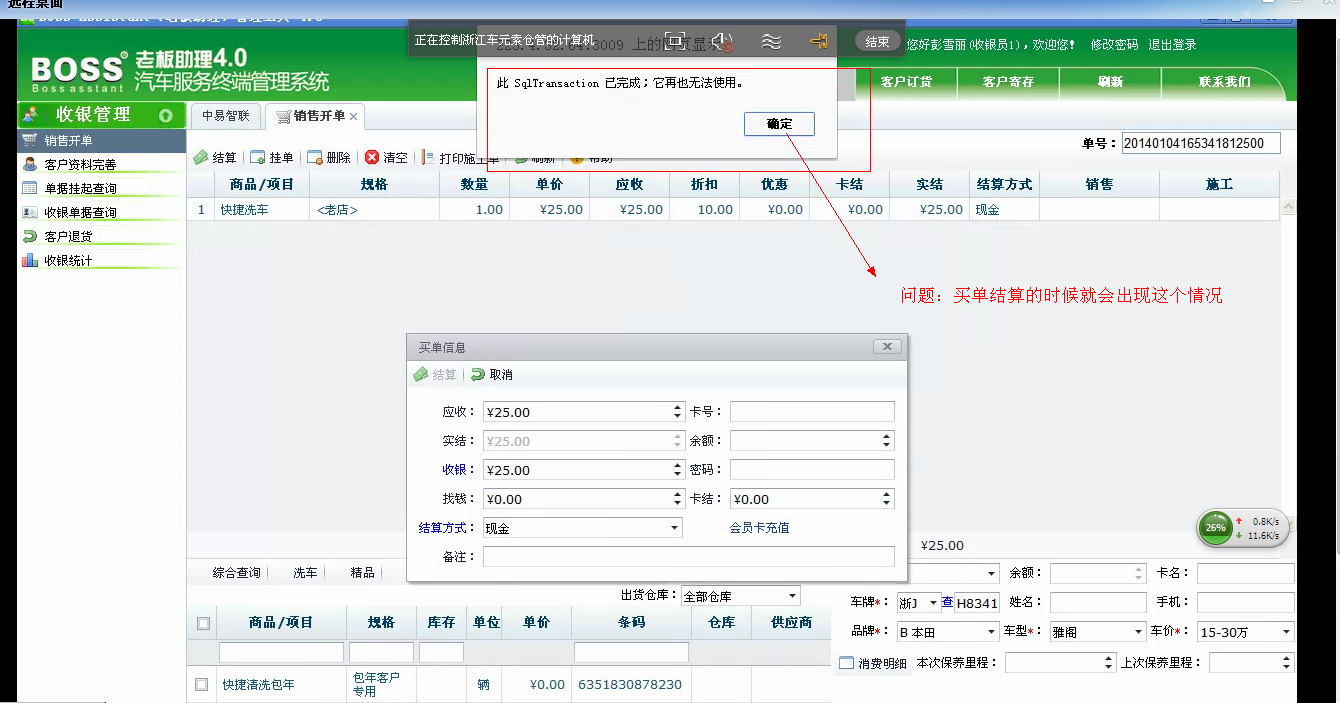 远程桌面
Boss Assistant (老板助理)管理工具 4.0
正在控制浙江车元素仓管的计算机
上的网页显示
结束
您好彭雪丽(收银员1),欢迎您! 修改密码 退出登录
BOSS
Boss assistant
老板助理4.0
汽车服务终端管理系统
此 SqlTransaction 已完成;它再也无法使用。
确定
客户订货 客户寄存 刷新 联系我们
收银管理
销售开单
客户资料完善
单据挂起查询
收银单据查询
客户退货
收银统计
中易智联 销售开单
单号: 20140104165341812500
结算 挂单 删除 清空 打印施工单 刷新 帮助
商品/项目 规格 数量 单价 应收 折扣 优惠 卡结 实结 结算方式 销售 施工
1 快捷洗车 <老店> 1.00 ¥25.00 ¥25.00 10.00 ¥0.00 ¥0.00 ¥25.00 现金
问题:买单结算的时候就会出现这个情况
买单信息
结算 取消
应收: ¥25.00 卡号:
实结: ¥25.00 余额:
收银: ¥25.00 密码:
找钱: ¥0.00 卡结: ¥0.00
结算方式: 现金 会员卡充值
备注:
26% 0.8K/s
11.6K/s
¥25.00
综合查询 洗车 精品
出货仓库: 全部仓库
商品/项目 规格 库存 单位 单价 条码 仓库 供应商
快捷清洗包年 包年客户专用 辆 ¥0.00 6351830878230
余额: 卡名:
车牌*: 浙J 查 H8341 姓名: 手机:
品牌*: B 本田 车型*: 雅阁 车价*: 15-30万
消费明细 本次保养里程: 上次保养里程: